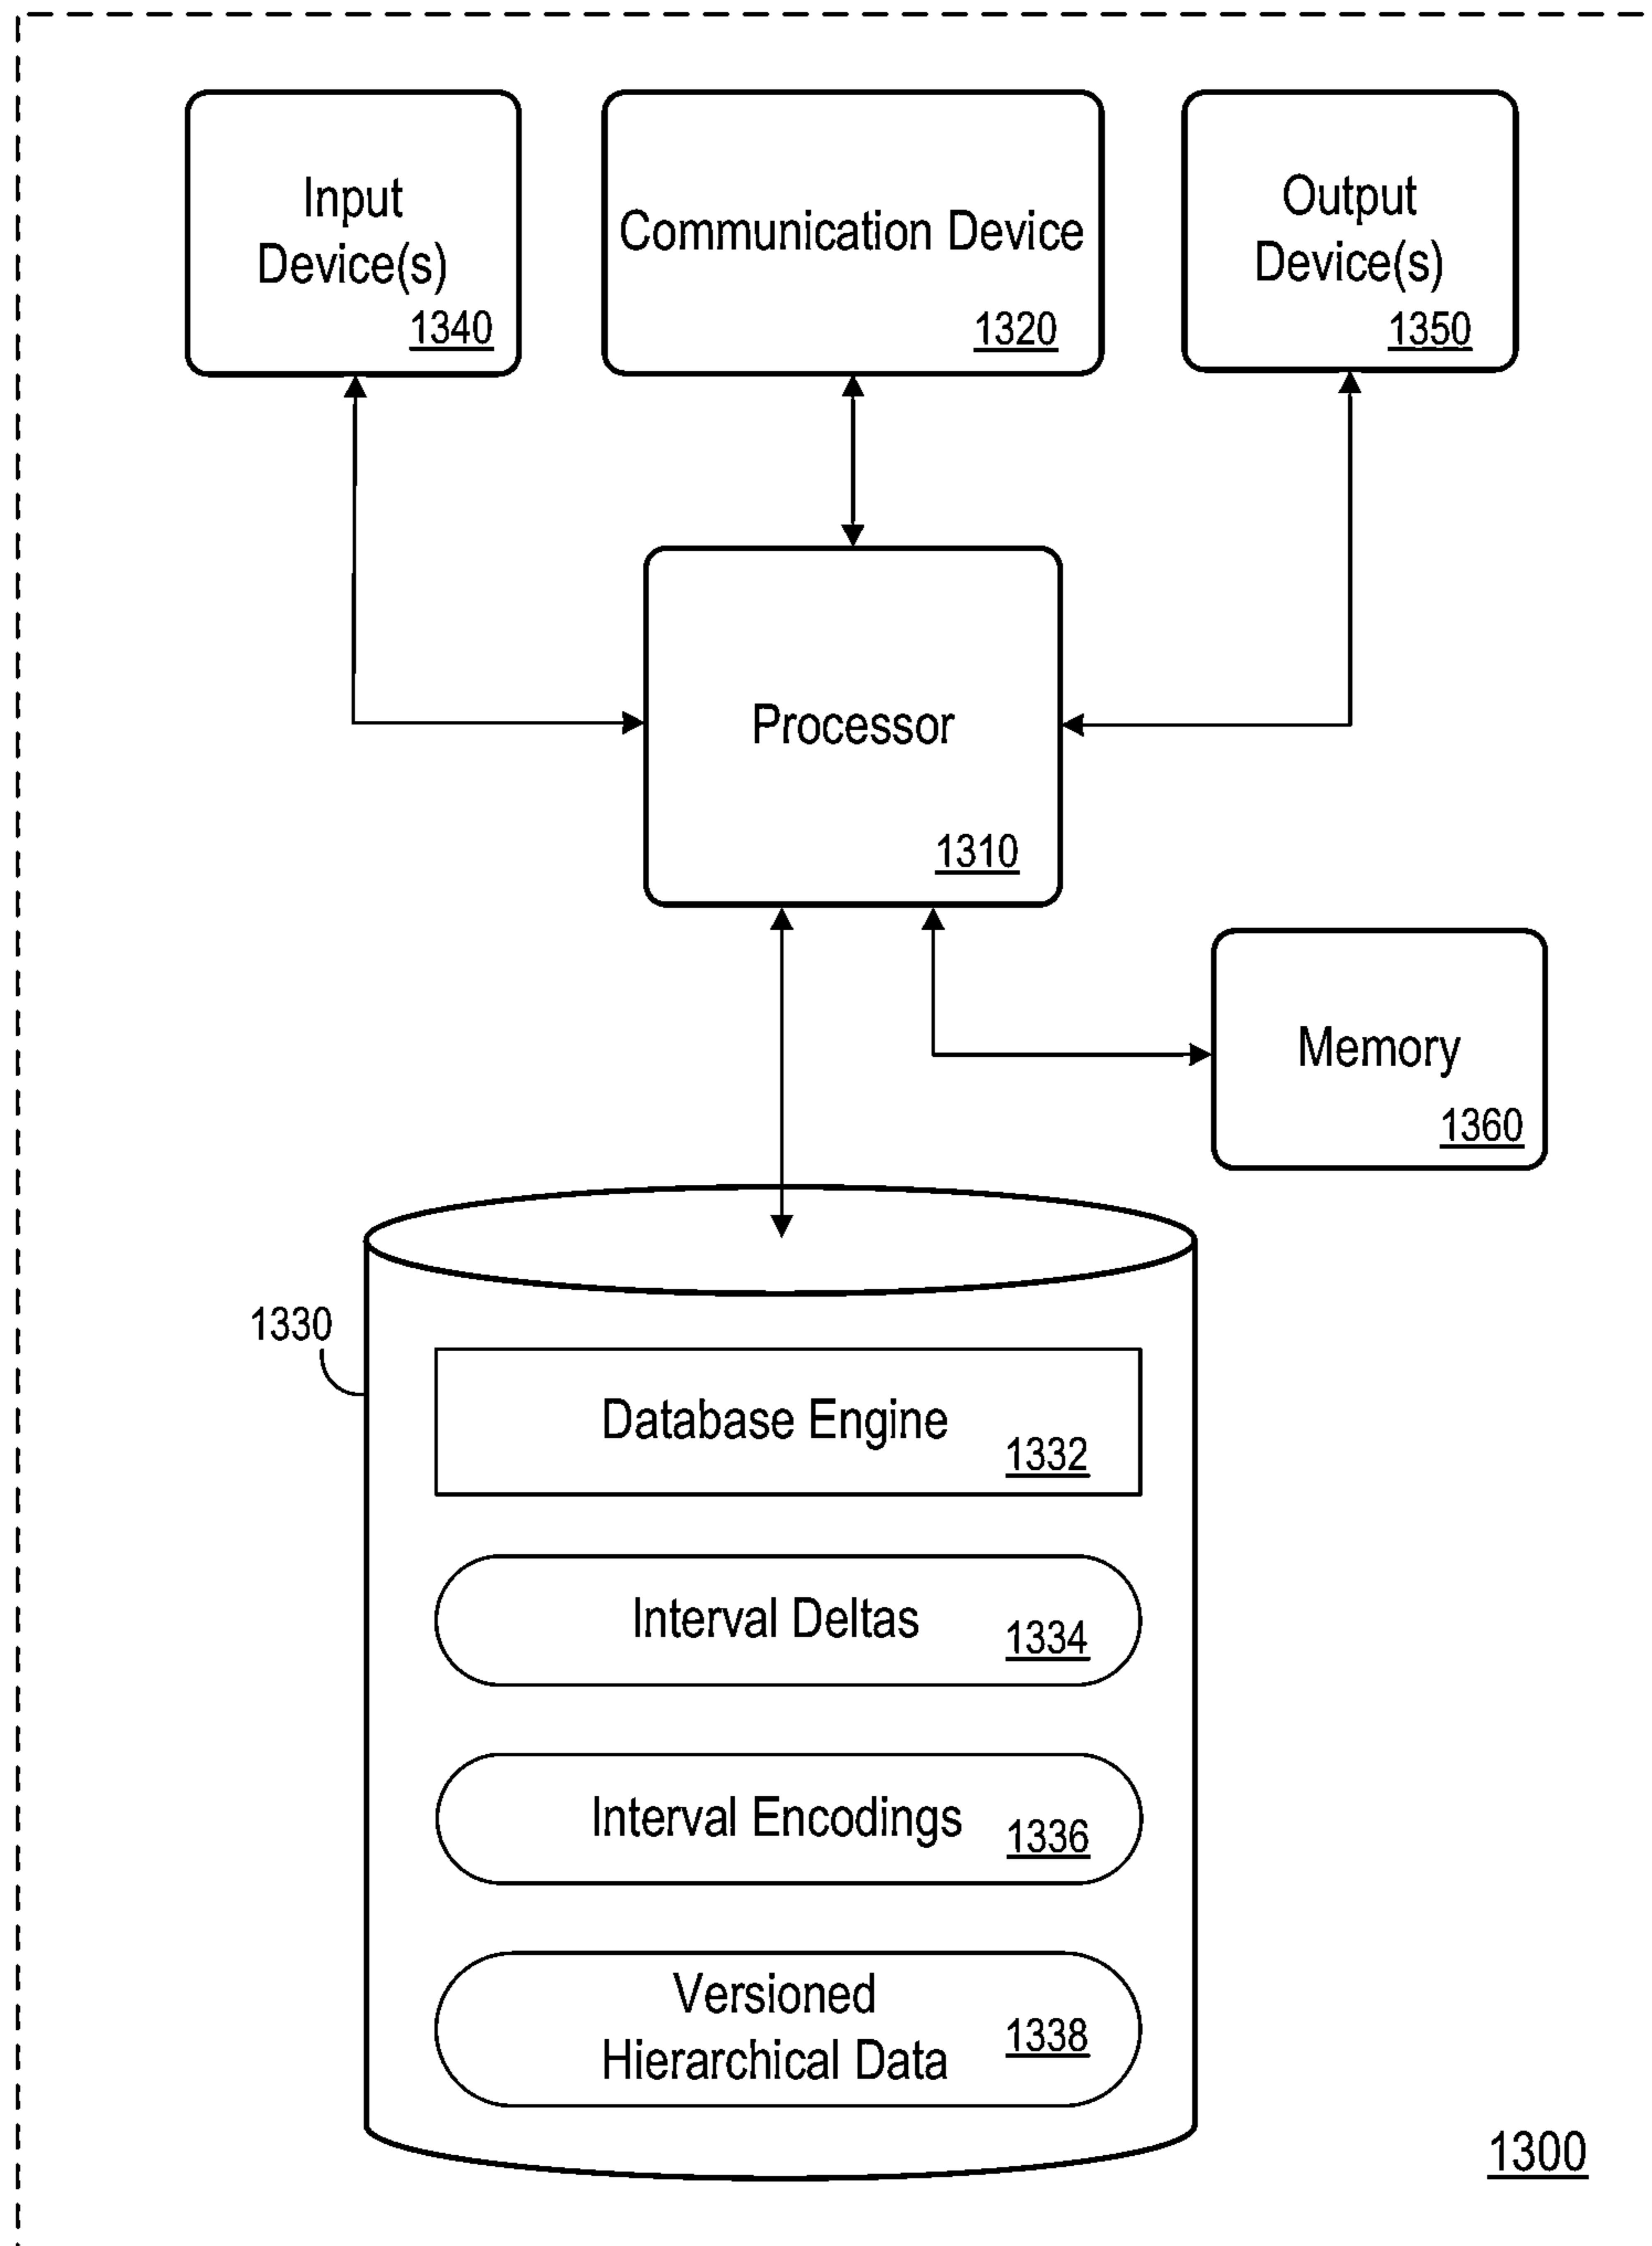 Input
Device(s)
1340
Communication Device
1320
Output
Device(s)
1350
Processor
1310
Memory
1360
1330
Database Engine
1332
Interval Deltas
1334
Interval Encodings
1336
Versioned
Hierarchical Data
1338
1300